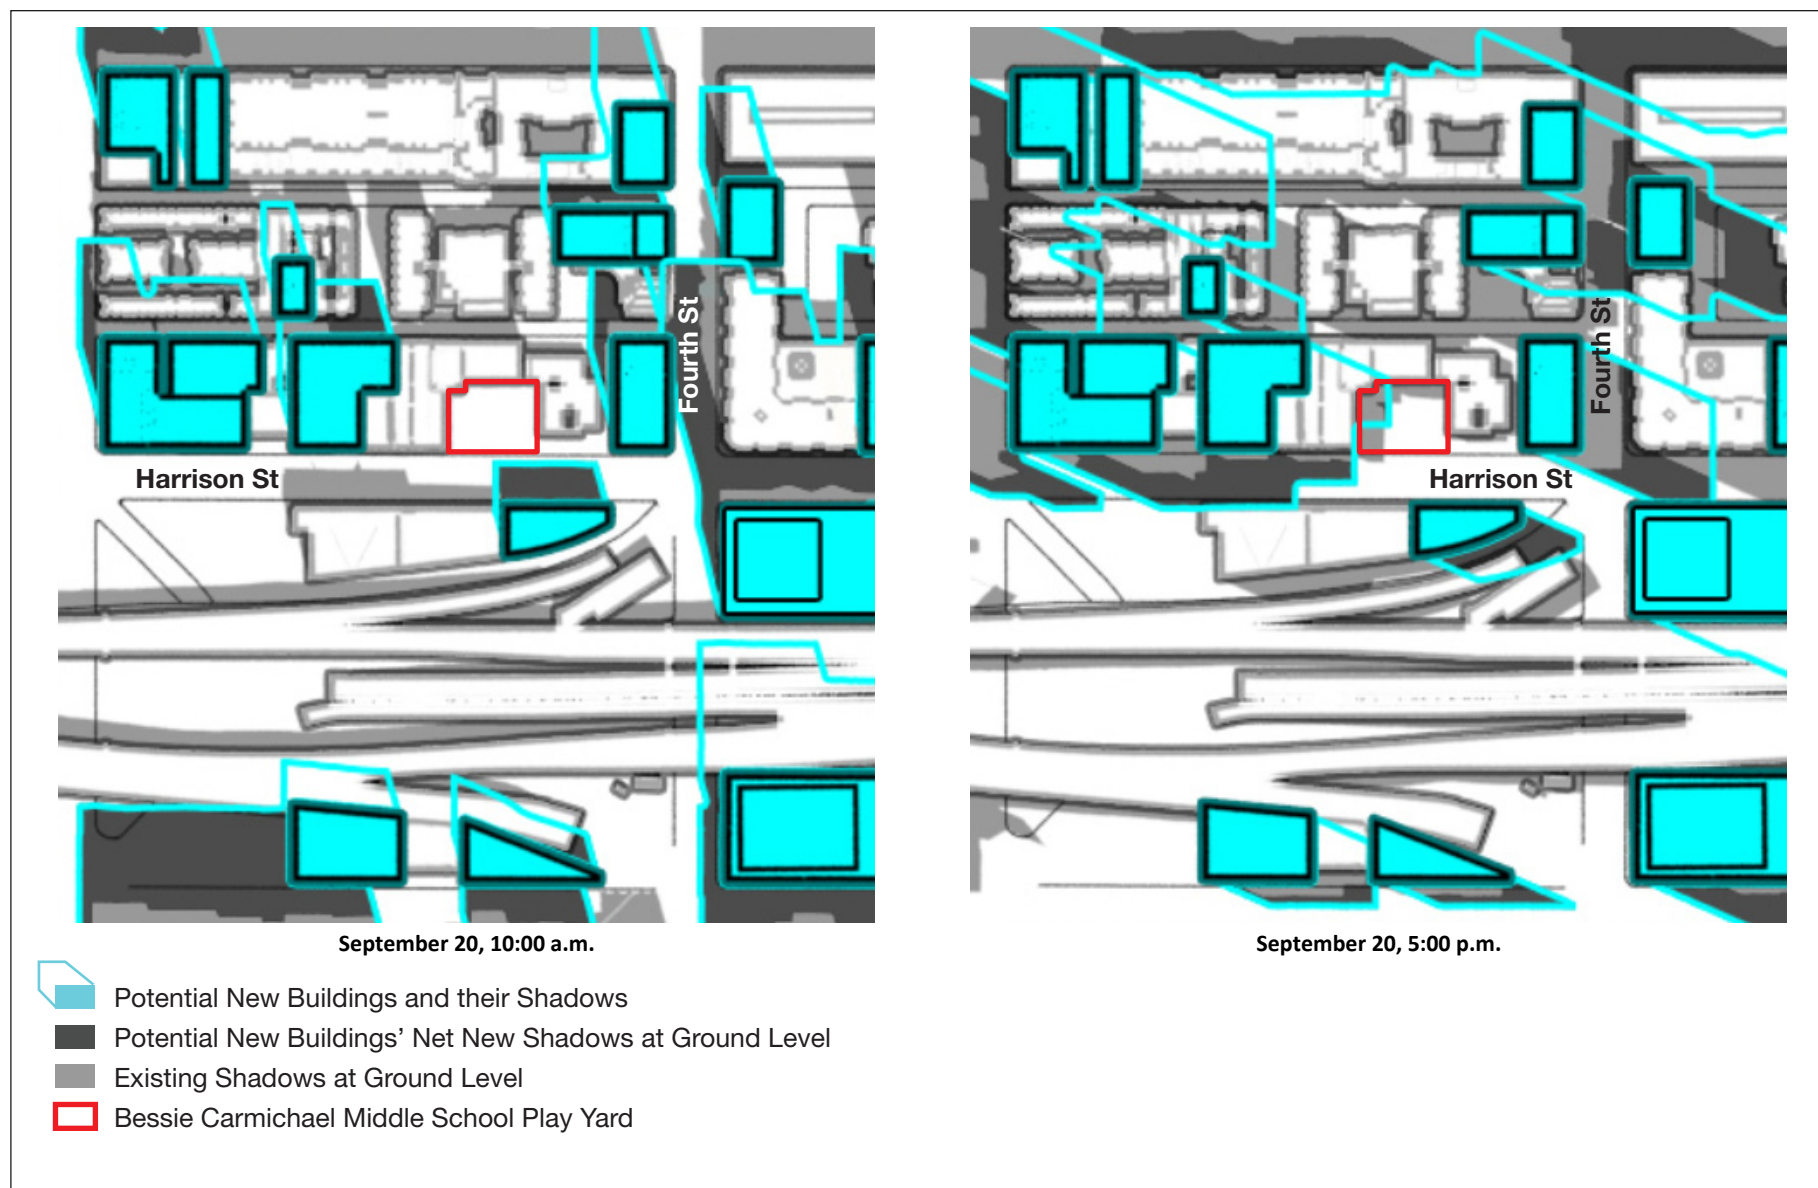 Fourth St
Harrison St
September 20, 10:00 a.m.
Fourth St
Harrison St
September 20, 5:00 p.m.
Potential New Buildings and their Shadows
Potential New Buildings' Net New Shadows at Ground Level
Existing Shadows at Ground Level
Bessie Carmichael Middle School Play Yard